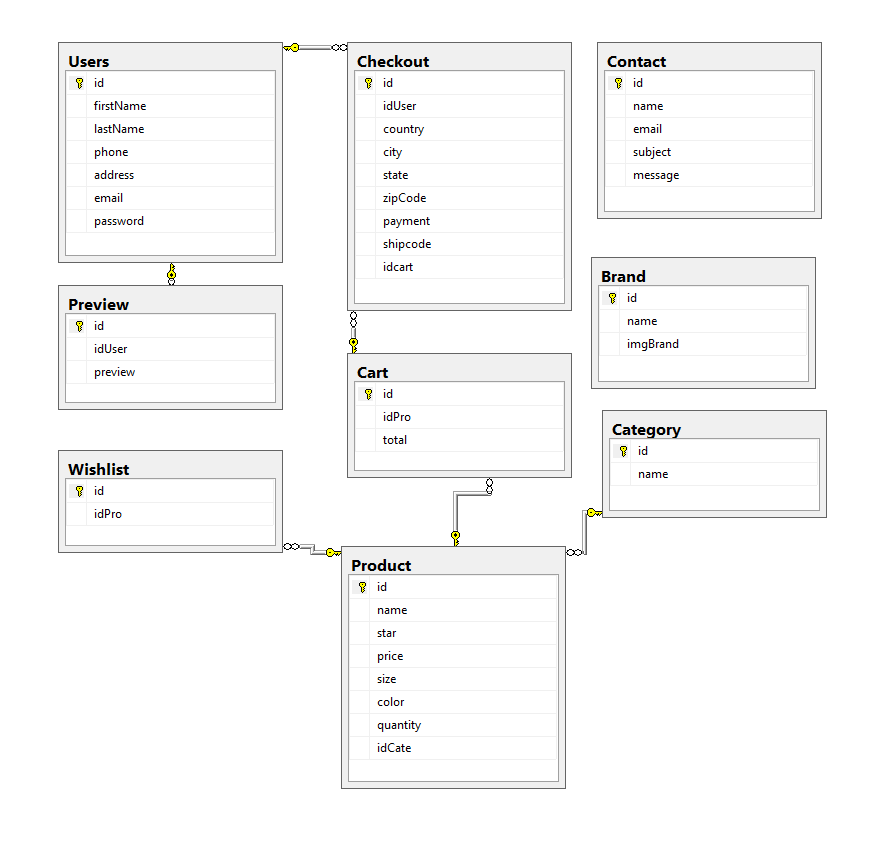 Users
id
firstName
lastName
phone
address
email
password
Checkout
id
idUser
country
city
state
zipCode
payment
shipcode
idcart
Contact
id
name
email
subject
message
Preview
id
idUser
preview
Brand
id
name
imgBrand
Cart
id
idPro
total
Category
id
name
Wishlist
id
idPro
Product
id
name
star
price
size
color
quantity
idCate